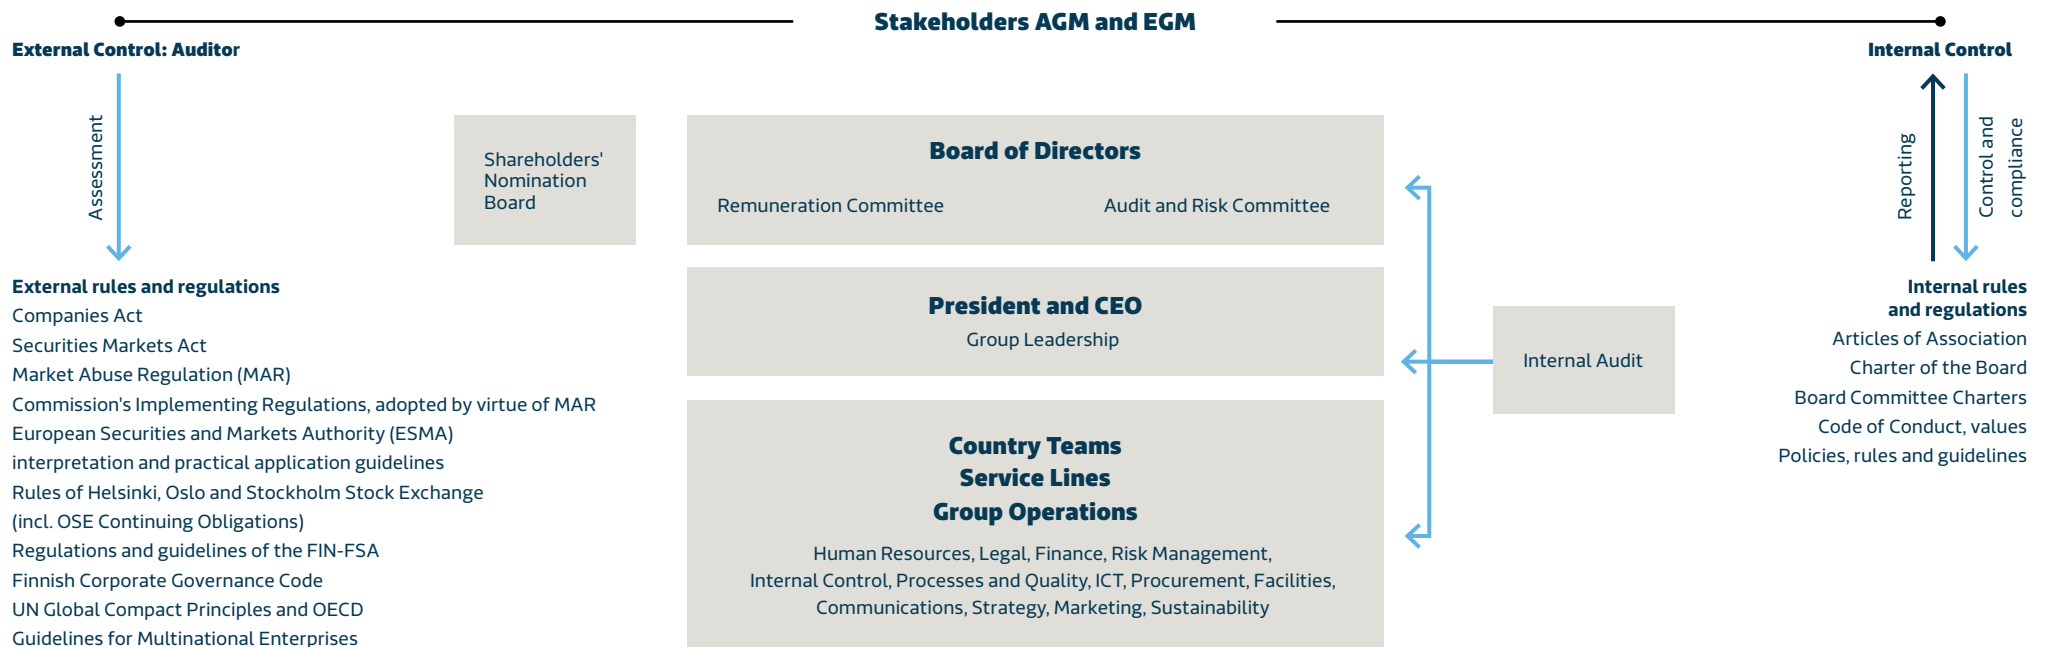 Stakeholders AGM and EGM
External Control: Auditor
Internal Control
Assessment
Shareholders'
Nomination
Board
Board of Directors
Remuneration Committee
Audit and Risk Committee
Reporting
Control and
compliance
External rules and regulations
Companies Act
Securities Markets Act
Market Abuse Regulation (MAR)
Commission's Implementing Regulations, adopted by virtue of MAR
European Securities and Markets Authority (ESMA)
interpretation and practical application guidelines
Rules of Helsinki, Oslo and Stockholm Stock Exchange
(incl. OSE Continuing Obligations)
Regulations and guidelines of the FIN-FSA
Finnish Corporate Governance Code
UN Global Compact Principles and OECD
Guidelines for Multinational Enterprises
President and CEO
Group Leadership
Country Teams
Service Lines
Group Operations
Human Resources, Legal, Finance, Risk Management,
Internal Control, Processes and Quality, ICT, Procurement, Facilities,
Communications, Strategy, Marketing, Sustainability
Internal Audit
Internal rules
and regulations
Articles of Association
Charter of the Board
Board Committee Charters
Code of Conduct, values
Policies, rules and guidelines